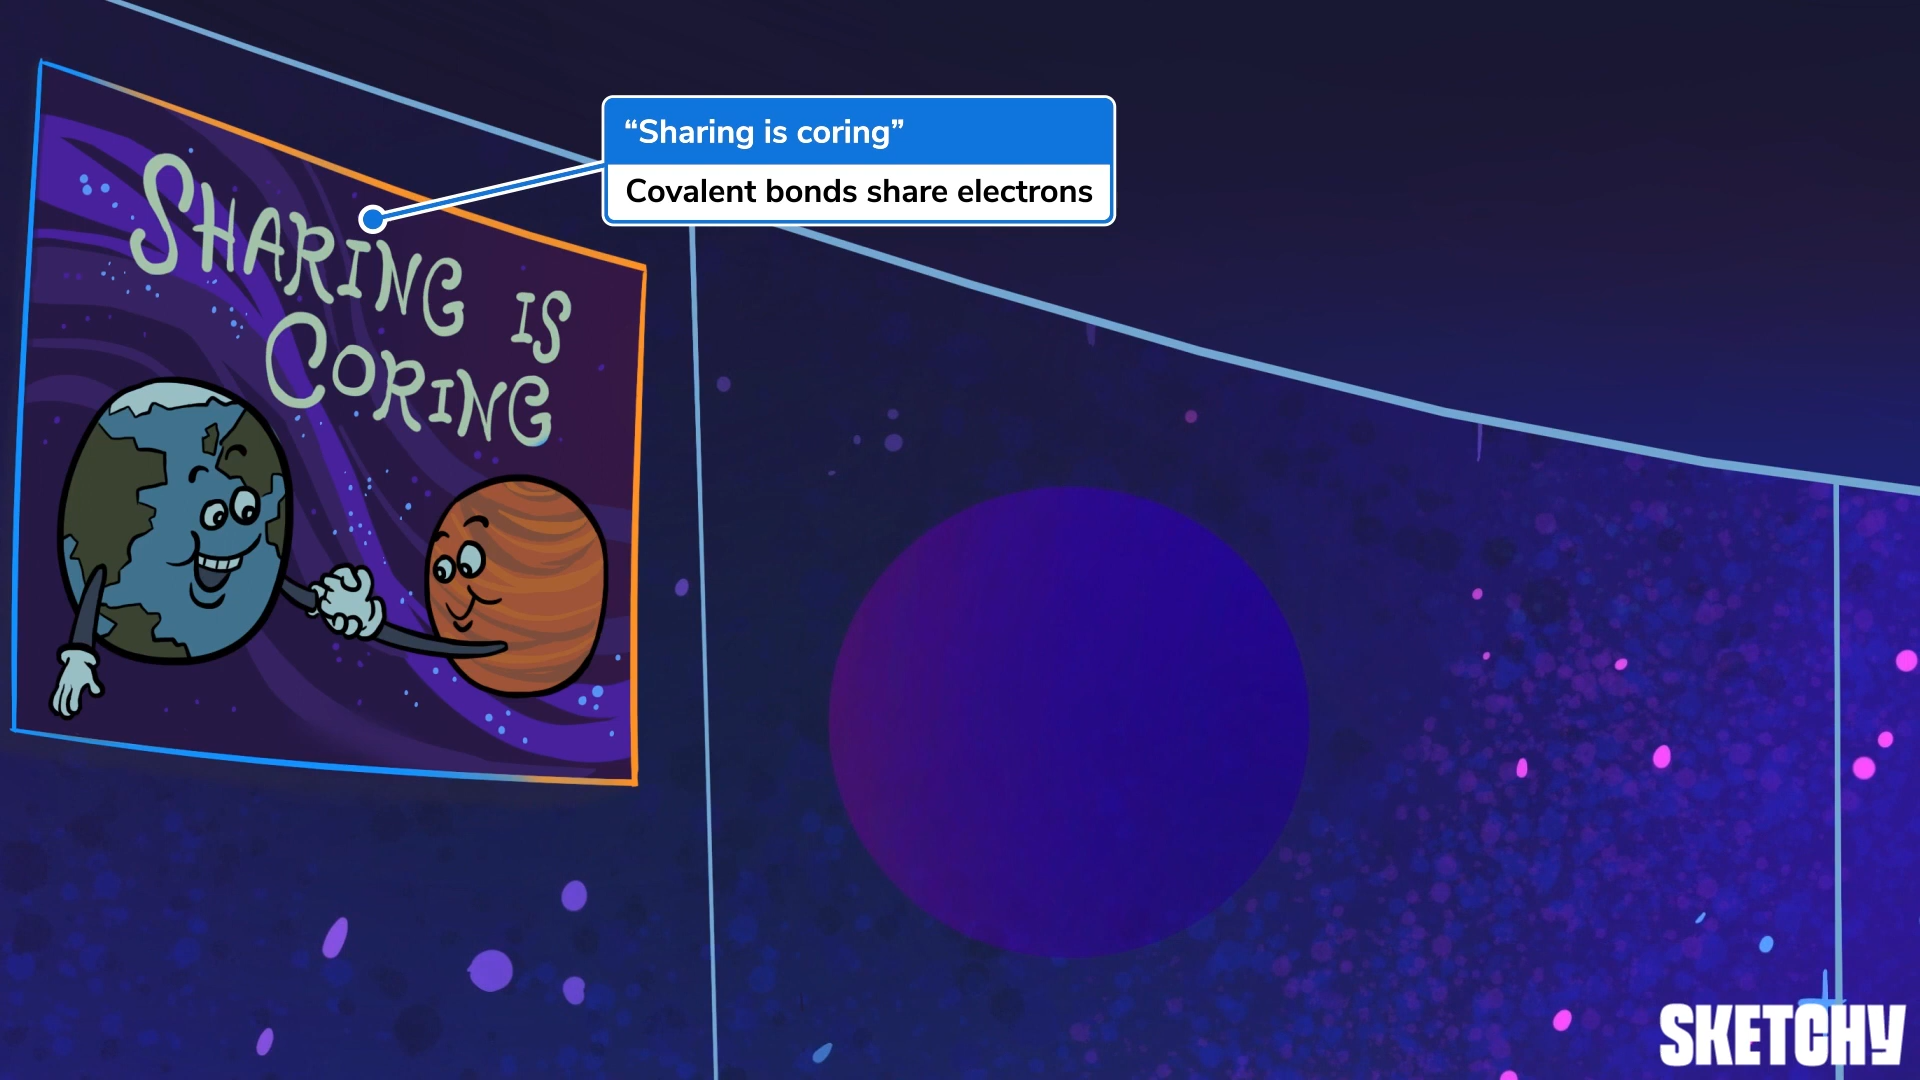 SHARING IS
CORING
“Sharing is coring”
Covalent bonds share electrons
SKETCHY